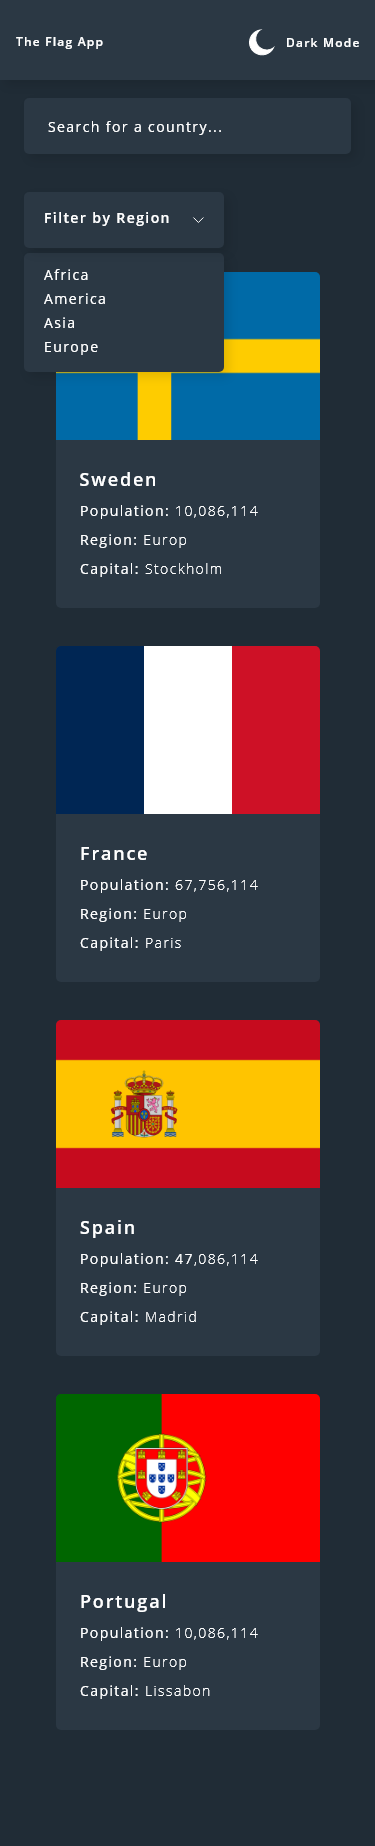 The Flag App
Dark Mode
Search for a country...
Filter by Region
Africa
America
Asia
Europe
Sweden
Population: 10,086,114
Region: Europ
Capital: Stockholm
France
Population: 67,756,114
Region: Europ
Capital: Paris
Spain
Population: 47,086,114
Region: Europ
Capital: Madrid
Portugal
Population: 10,086,114
Region: Europ
Capital: Lissabon